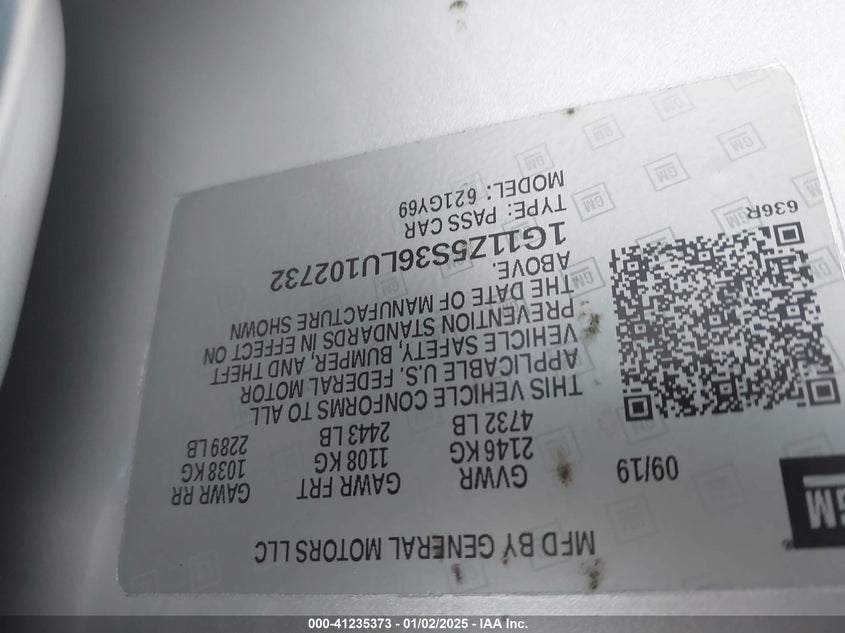 MFD BY GENERAL MOTORS LLC
GM
09/19
GVWR GAWR FRT GAWR RR
2146 KG 1108 KG 1038 KG
4732 LB 2443 LB 2289 LB
THIS VEHICLE CONFORMS TO ALL
APPLICABLE U.S. FEDERAL MOTOR
VEHICLE SAFETY, BUMPER, AND THEFT
PREVENTION STANDARDS IN EFFECT ON
THE DATE OF MANUFACTURE SHOWN
ABOVE.
1G11Z5S36LU102732
TYPE: PASS CAR
MODEL: 621GY69
636R
000-41235373 - 01/02/2025 - IAA Inc.